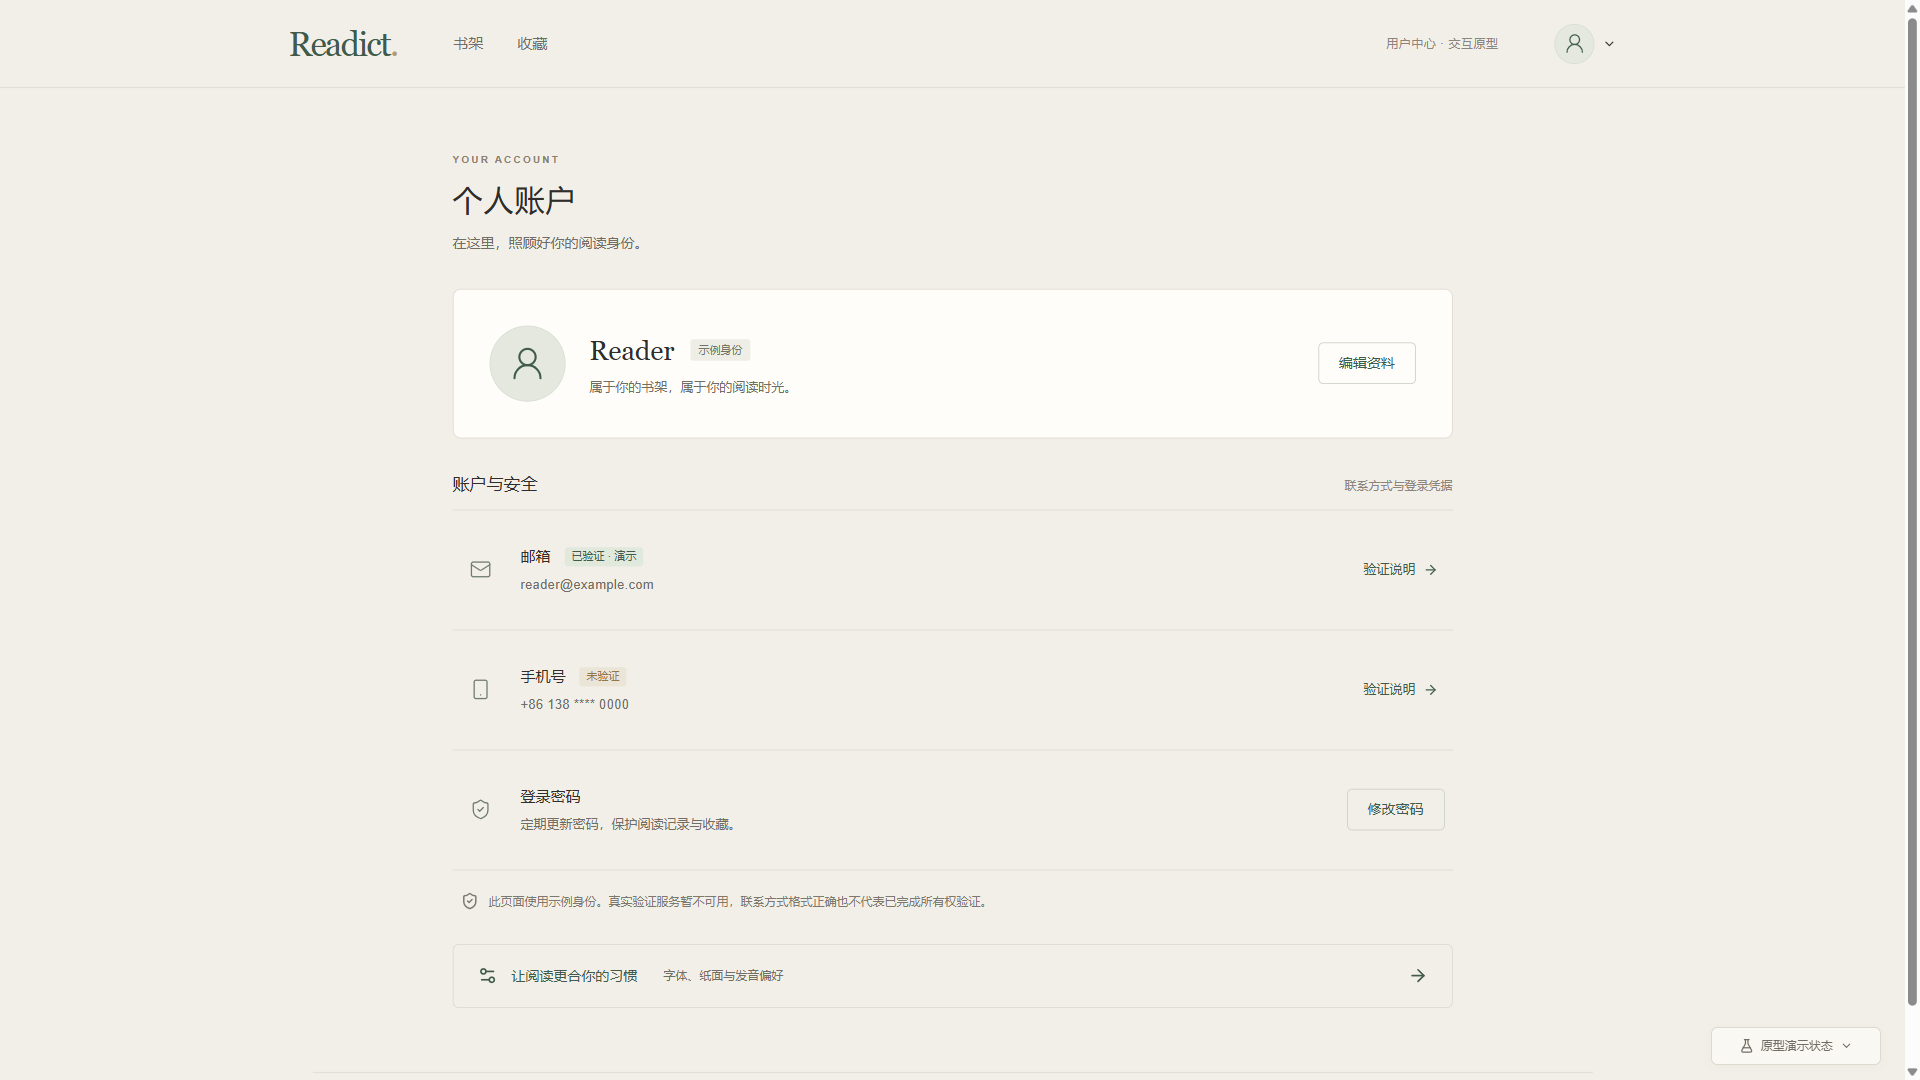 Readict.
书架 收藏
用户中心 · 交互原型
YOUR ACCOUNT
个人账户
在这里，照顾好你的阅读身份。
Reader 示例身份
属于你的书架，属于你的阅读时光。
编辑资料
账户与安全
联系方式与登录凭据
邮箱 已验证 · 演示
reader@example.com
验证说明
手机号 未验证
+86 138 **** 0000
验证说明
登录密码
定期更新密码，保护阅读记录与收藏。
修改密码
此页面使用示例身份。真实验证服务暂不可用，联系方式格式正确也不代表已完成所有权验证。
让阅读更合你的习惯 字体、纸面与发音偏好
原型演示状态